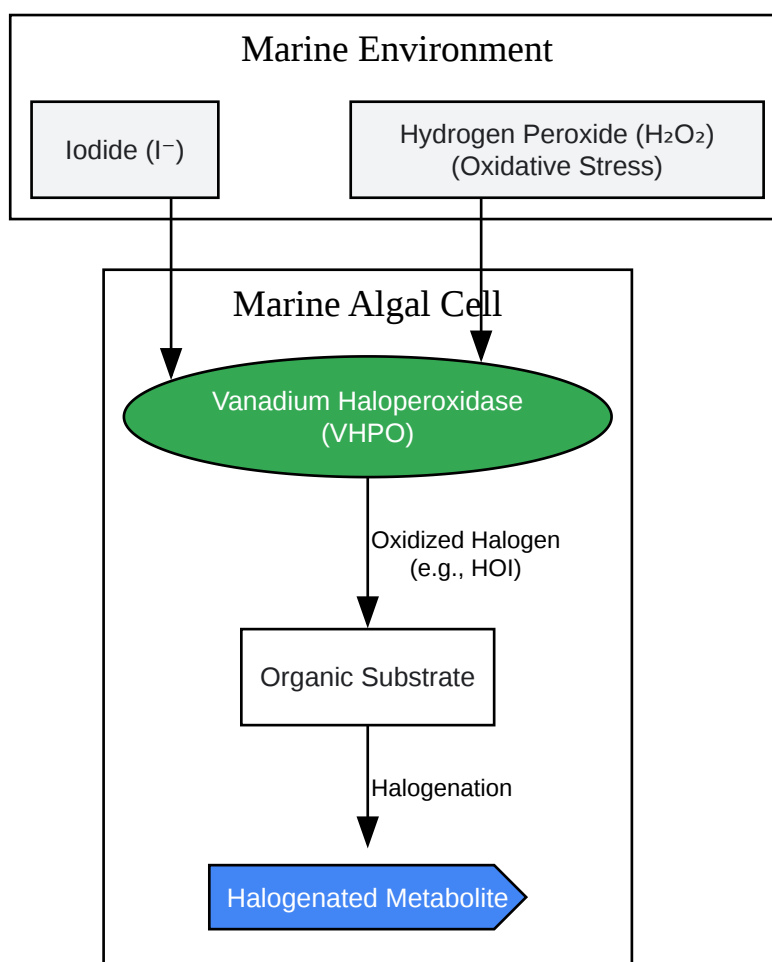 Marine Environment
Iodide (I⁻)
Hydrogen Peroxide (H₂O₂)
(Oxidative Stress)
Marine Algal Cell
Vanadium Haloperoxidase
(VHPO)
Oxidized Halogen
(e.g., HOI)
Organic Substrate
Halogenation
Halogenated Metabolite